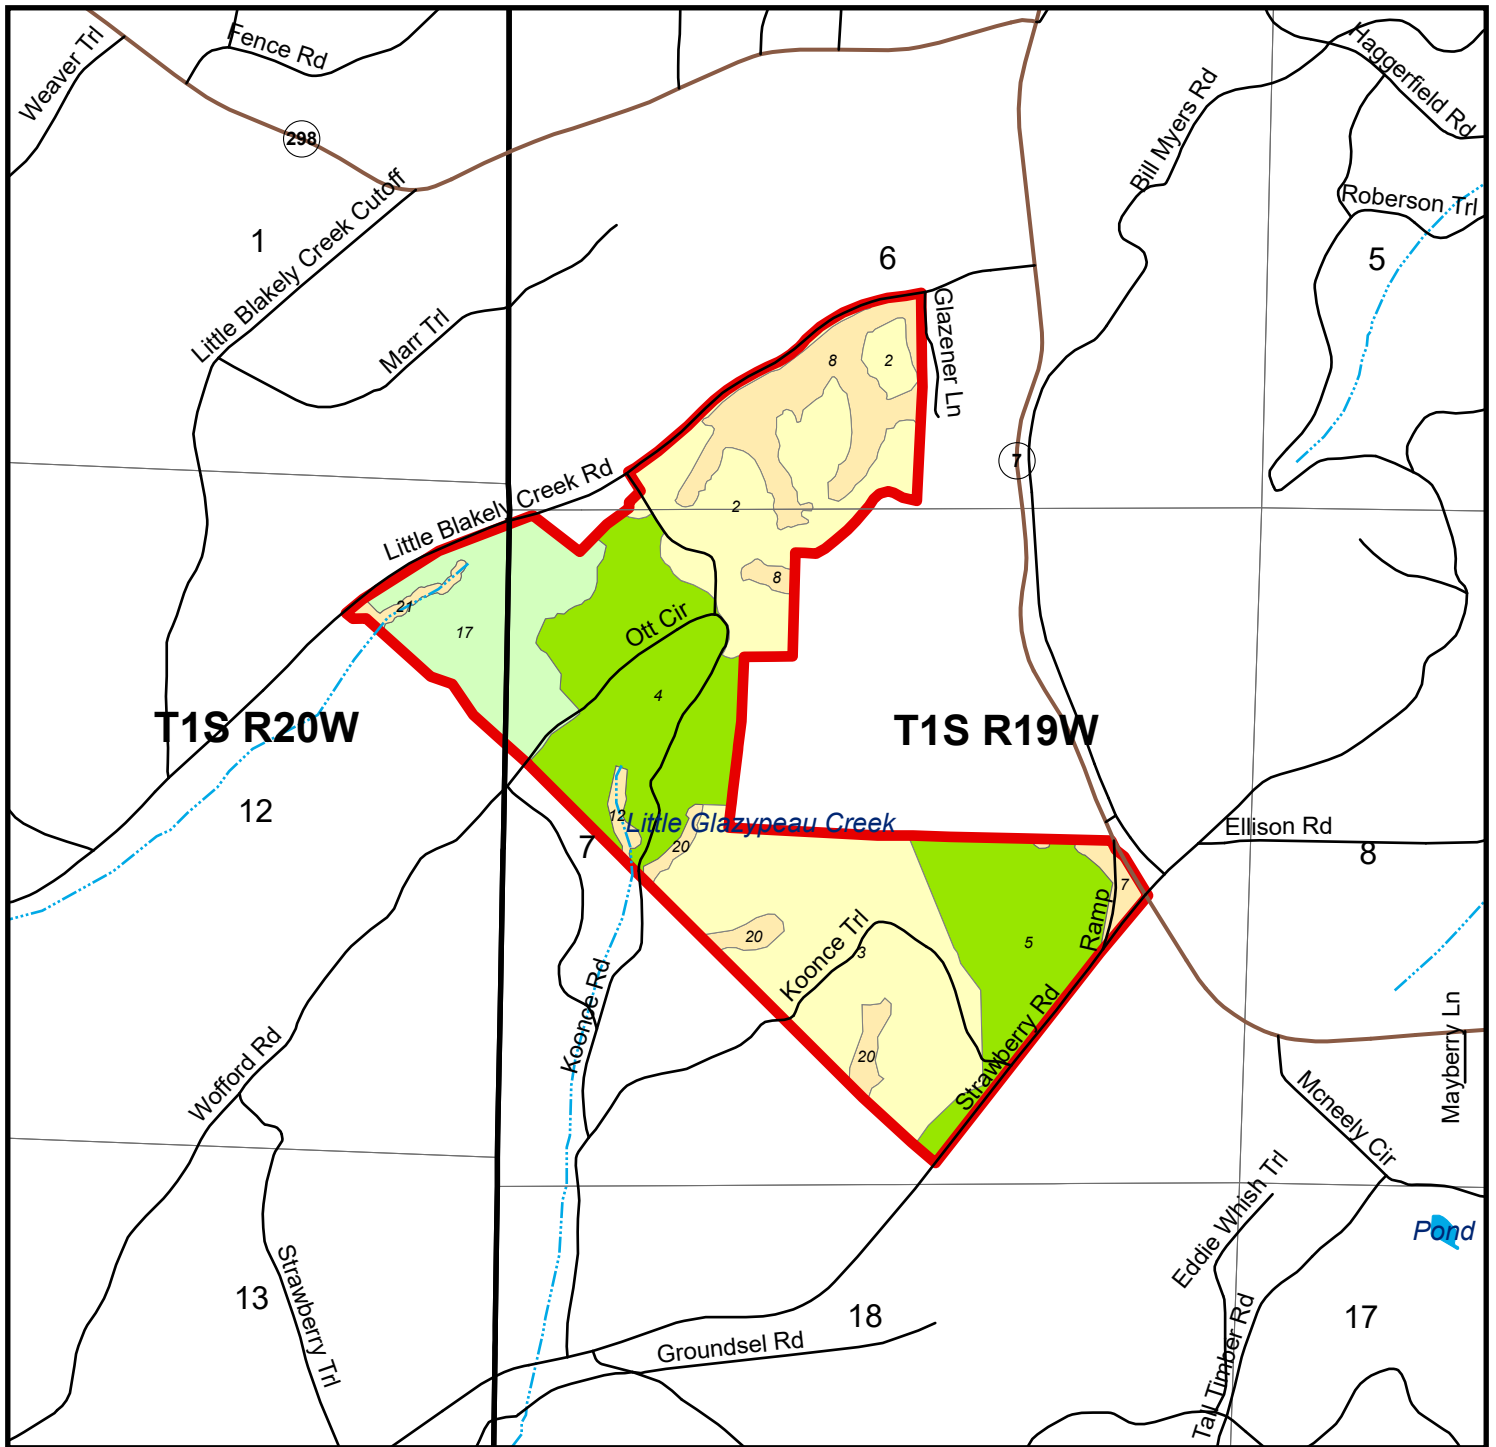 Weaver Trl
Fence Rd
298
Haggerfield Rd
Bill Myers Rd
Roberson Trl
1
Little Blakely Creek Cutoff
6
5
Marr Trl
Glazener Ln
8
2
7
Little Blakely Creek Rd
2
8
21
17
Ott Cir
4
T1S R20W
T1S R19W
12
12
Little Glazypeau Creek
7
20
Ellison Rd
8
7
Ramp
20
Koonce Trl
3
5
Koonce Rd
20
Strawberry Rd
Wofford Rd
Mayberry Ln
Mcneely Cir
Eddie Whish Trl
Pond
13
Strawberry Trl
18
Groundsel Rd
Tall Timber Rd
17